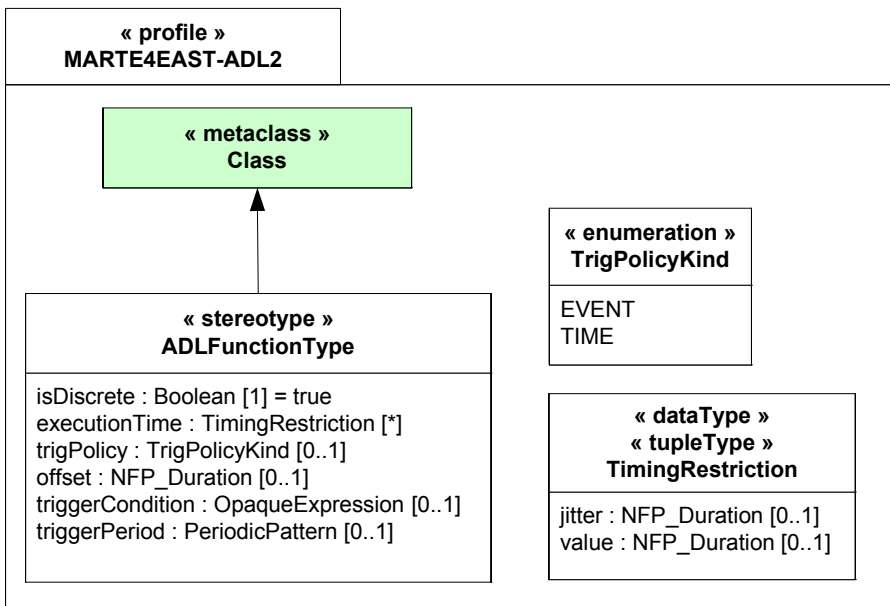 « profile »
MARTE4EAST-ADL2
« metaclass »
Class
« stereotype »
ADLFunctionType
isDiscrete : Boolean [1] = true
executionTime : TimingRestriction [*]
trigPolicy : TrigPolicyKind [0..1]
offset : NFP_Duration [0..1]
triggerCondition : OpaqueExpression [0..1]
triggerPeriod : PeriodicPattern [0..1]
« enumeration »
TrigPolicyKind
EVENT
TIME
« dataType »
« tupleType »
TimingRestriction
jitter : NFP_Duration [0..1]
value : NFP_Duration [0..1]